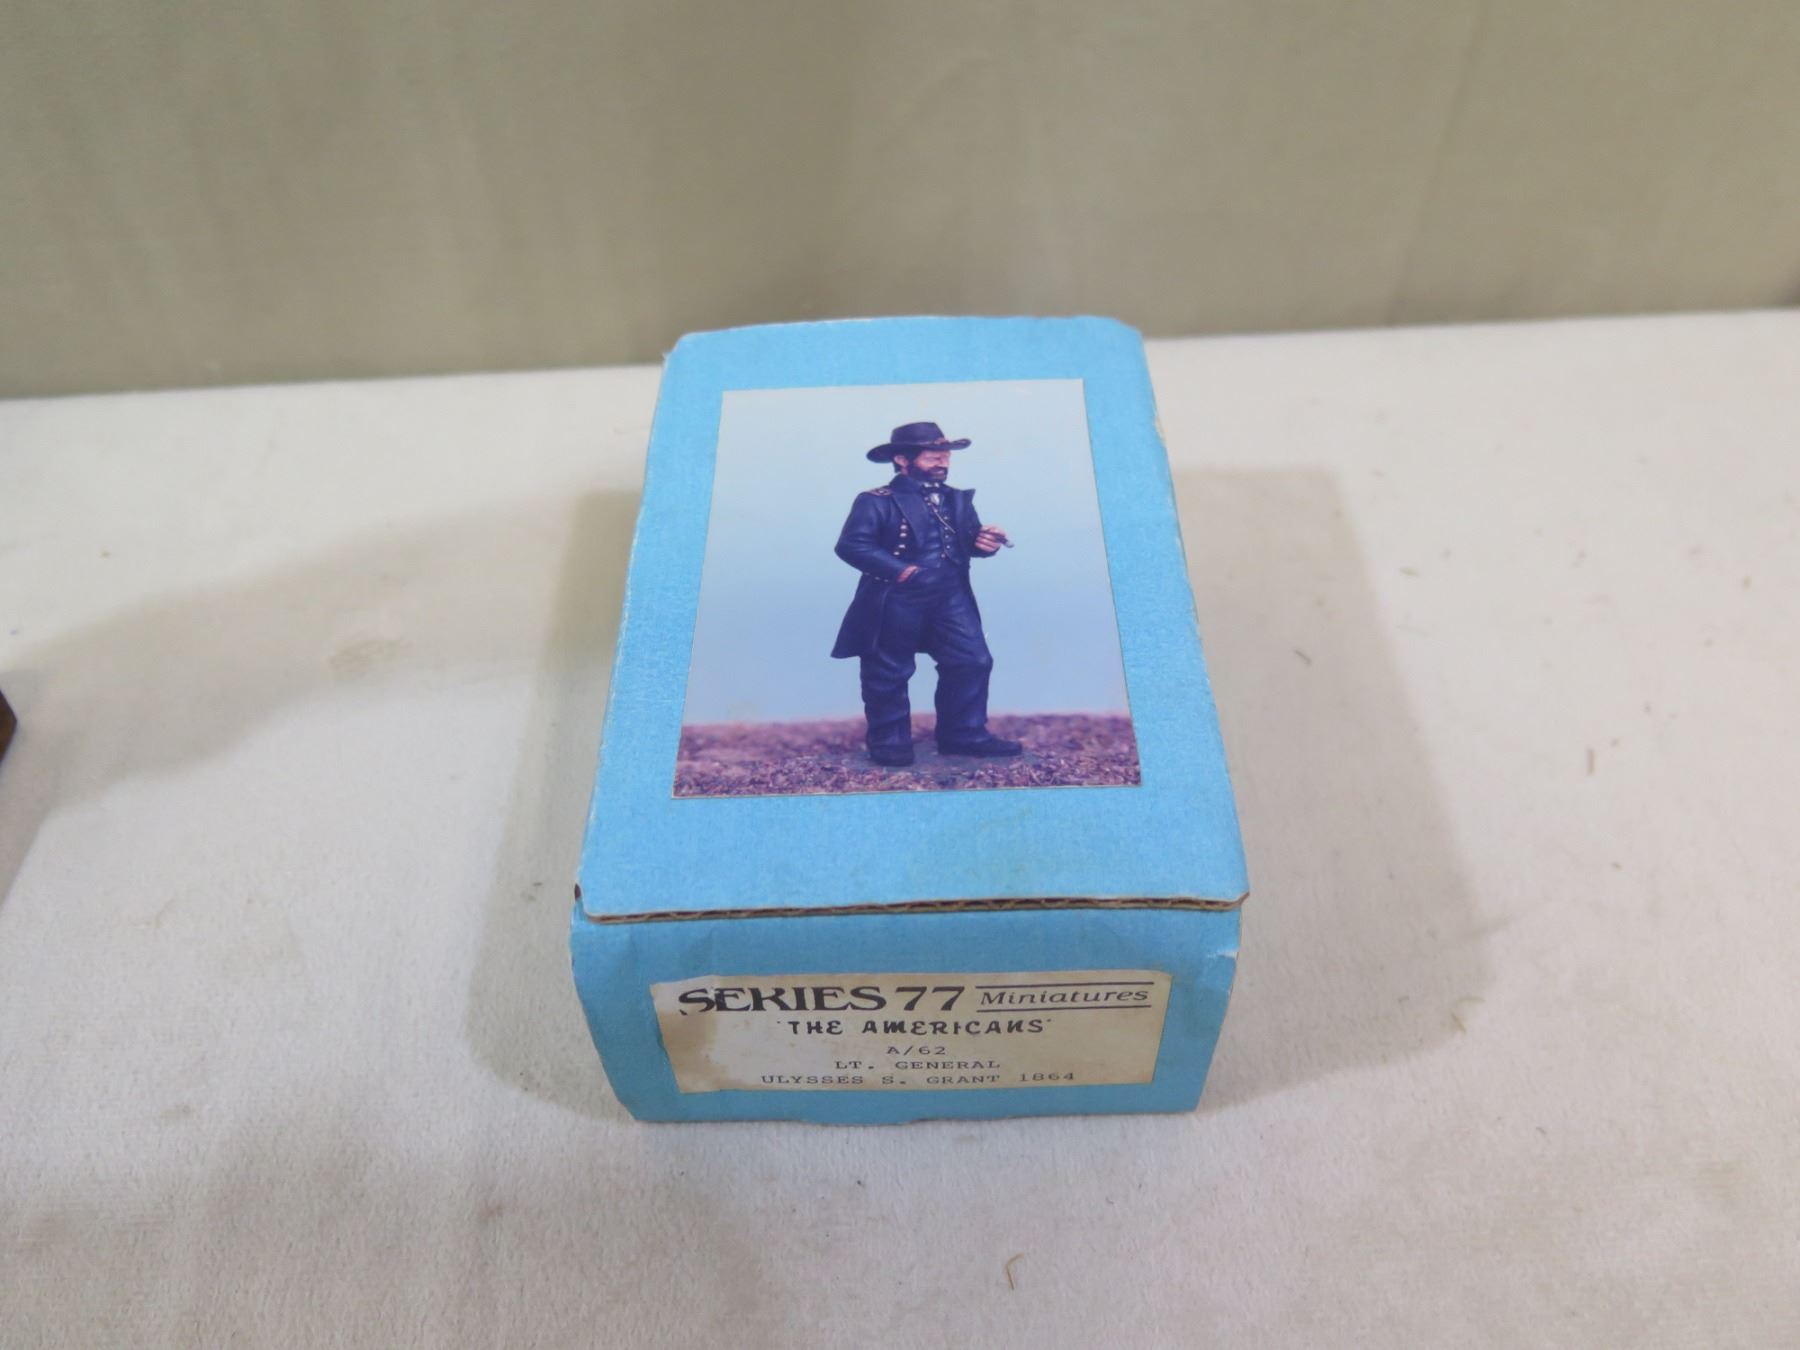 SERIES 77 Miniatures
"THE AMERICANS"
A/62
LT. GENERAL
ULYSSES S. GRANT 1864